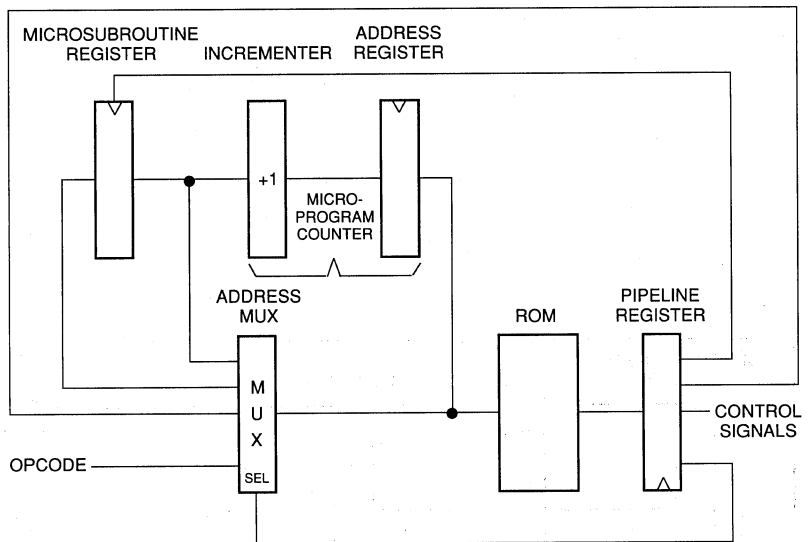 MICROSUBROUTINE
REGISTER
INCREMENTER
ADDRESS
REGISTER
+1
MICRO-
PROGRAM
COUNTER
ADDRESS
MUX
ROM
PIPELINE
REGISTER
M
U
X
SEL
OPCODE
CONTROL
SIGNALS